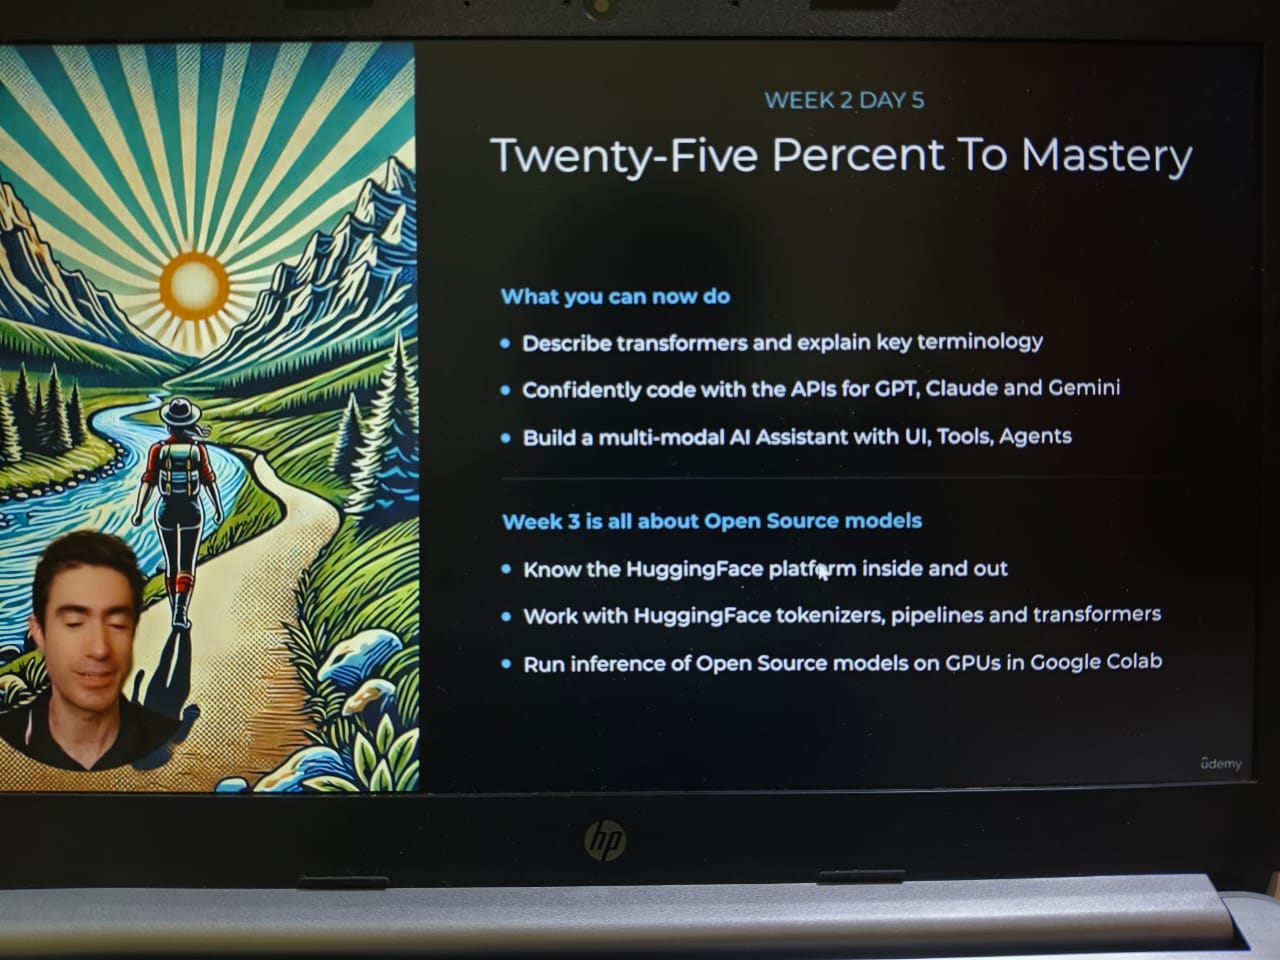 WEEK 2 DAY 5
Twenty-Five Percent To Mastery
What you can now do
• Describe transformers and explain key terminology
• Confidently code with the APIs for GPT, Claude and Gemini
• Build a multi-modal AI Assistant with UI, Tools, Agents
Week 3 is all about Open Source models
• Know the HuggingFace platform inside and out
• Work with HuggingFace tokenizers, pipelines and transformers
• Run inference of Open Source models on GPUs in Google Colab
ûdemy
hp